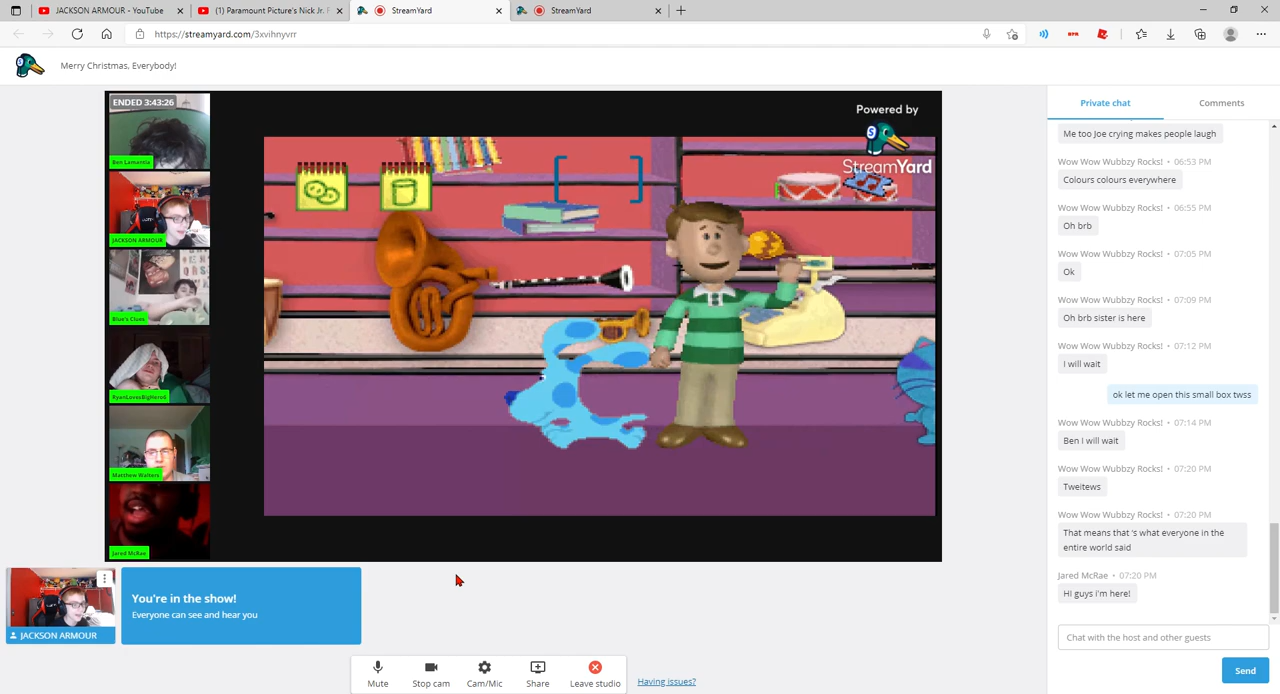 JACKSON ARMOUR - YouTube
(1) Paramount Picture's Nick Jr. F
StreamYard
StreamYard
https://streamyard.com/3xvihnyvrr
Merry Christmas, Everybody!
ENDED 3:43:26
Ben Lamantia
JACKSON ARMOUR
Blue's Clues
RyanLovesBigHero6
Matthew Walters
Jared McRae
Powered by
StreamYard
JACKSON ARMOUR
You're in the show!
Everyone can see and hear you
Mute
Stop cam
Cam/Mic
Share
Leave studio
Having issues?
Private chat
Comments
Me too Joe crying makes people laugh
Wow Wow Wubbzy Rocks! • 06:53 PM
Colours colours everywhere
Wow Wow Wubbzy Rocks! • 06:55 PM
Oh brb
Wow Wow Wubbzy Rocks! • 07:05 PM
Ok
Wow Wow Wubbzy Rocks! • 07:09 PM
Oh brb sister is here
Wow Wow Wubbzy Rocks! • 07:12 PM
I will wait
ok let me open this small box twss
Wow Wow Wubbzy Rocks! • 07:14 PM
Ben I will wait
Wow Wow Wubbzy Rocks! • 07:20 PM
Tweitews
Wow Wow Wubbzy Rocks! • 07:20 PM
That means that 's what everyone in the
entire world said
Jared McRae • 07:20 PM
HI guys i'm here!
Chat with the host and other guests
Send